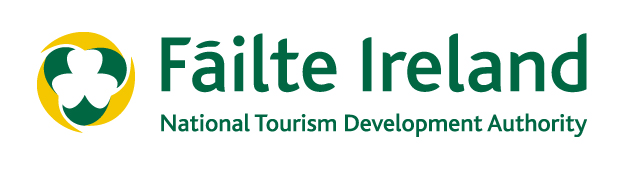 Fáilte Ireland
National Tourism Development Authority